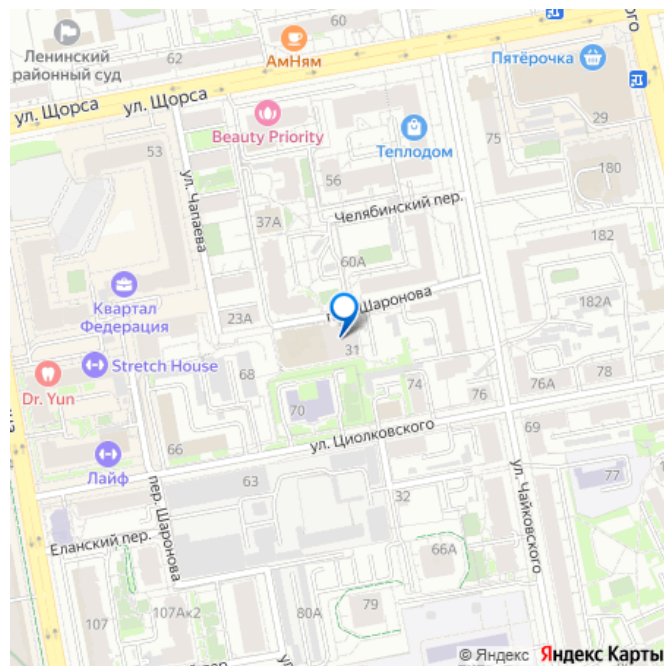 60
Ленинский
районный суд
62
АмНям
Пятёрочка
ул. Щорса
ул. Щорса
Beauty Priority
Теплодом
75
29
53
180
ул. Чапаева
56
Челябинский пер.
37А
182
60А
Квартал
Федерация
23А
Шаронова
182А
31
Stretch House
68
Dr. Yun
70
74
76
76А
78
66
ул. Циолковского
69
Лайф
63
77
пер. Шаронова
32
ул. Чайковского
Еланский пер.
66А
107Ак2
80А
79
107
© Яндекс Яндекс Карты